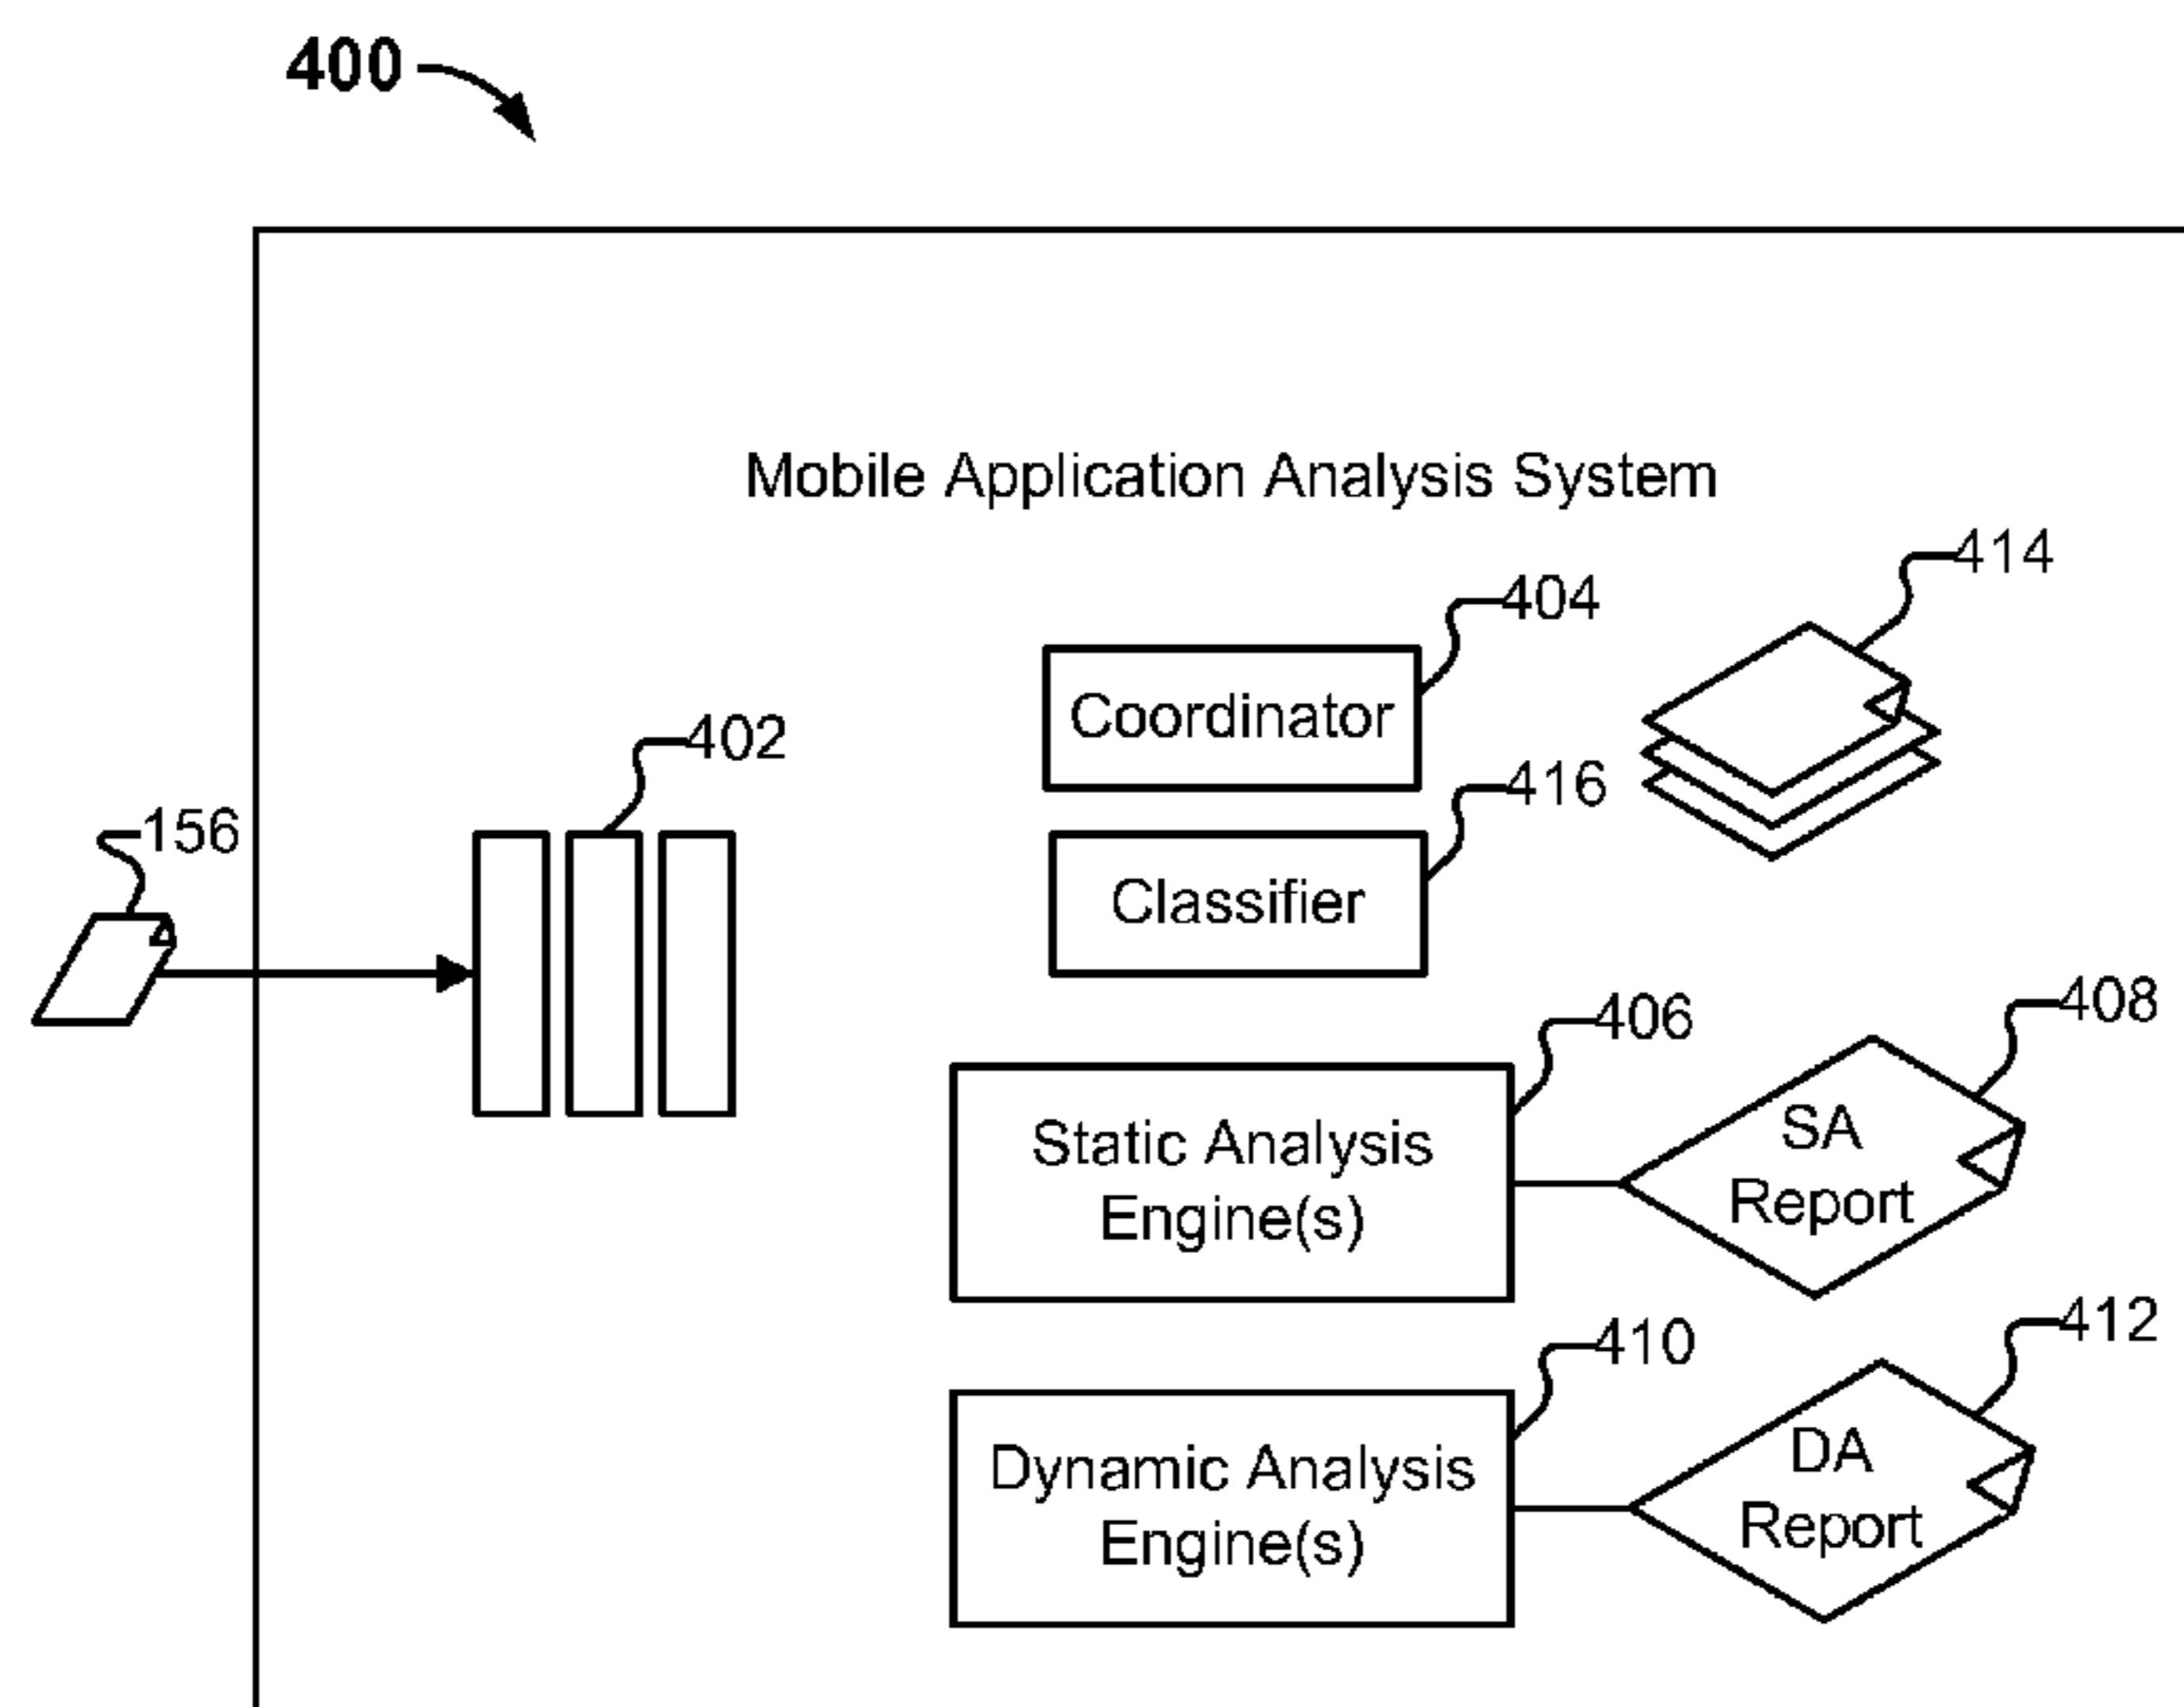 400
Mobile Application Analysis System
414
404
Coordinator
402
416
156
Classifier
406
408
Static Analysis
Engine(s)
SA
Report
410
412
Dynamic Analysis
Engine(s)
DA
Report